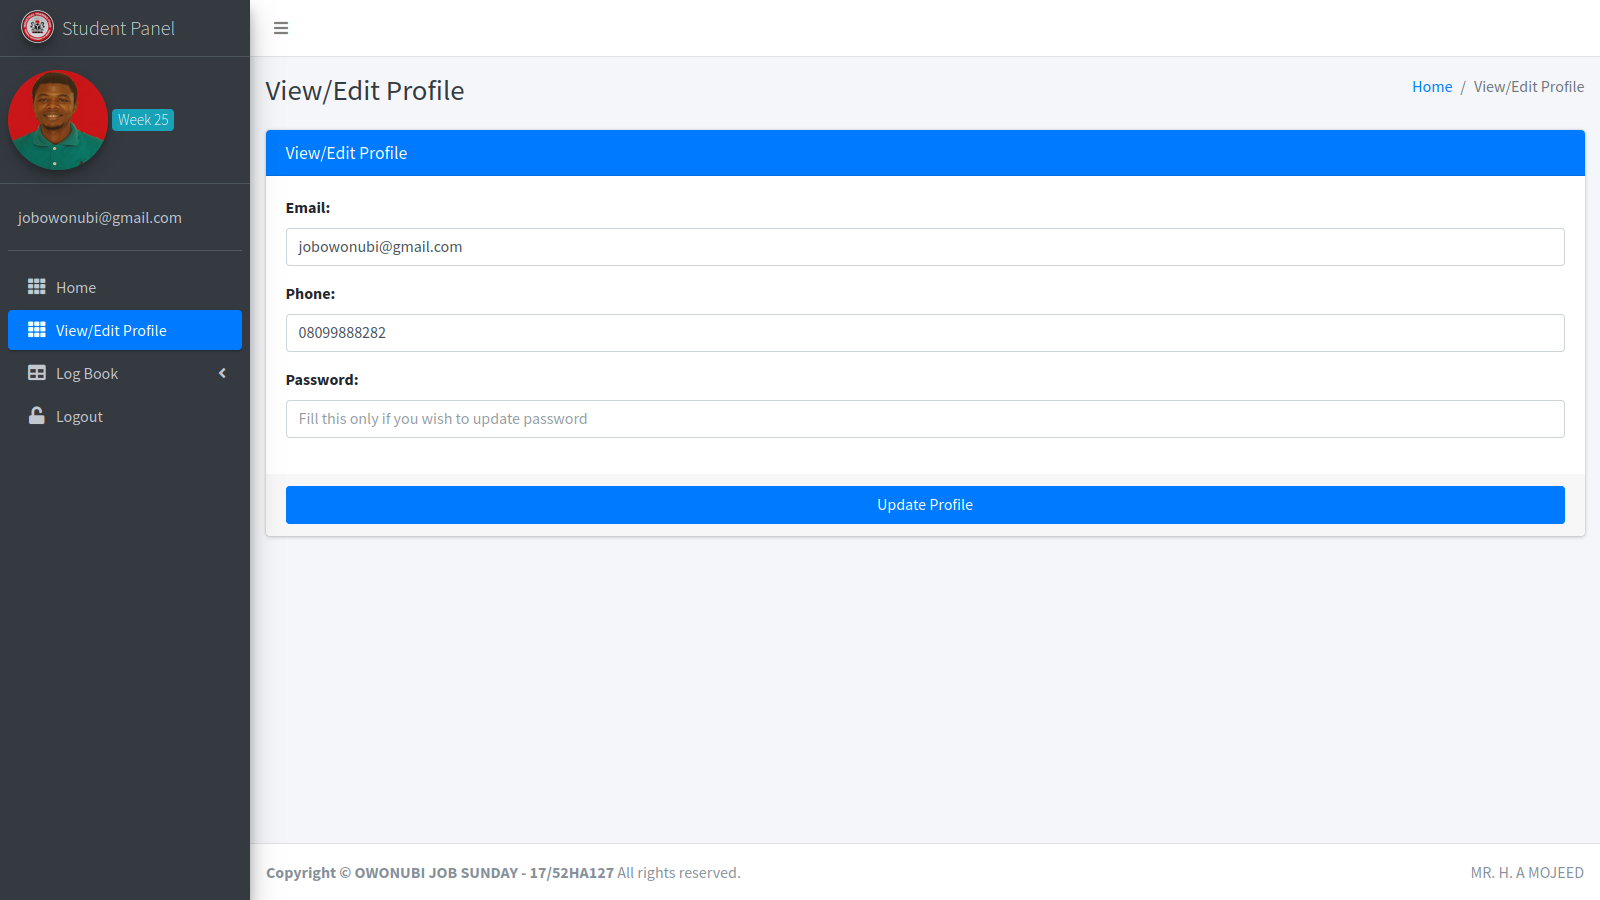 Student Panel
Week 25
jobowonubi@gmail.com
Home
View/Edit Profile
Log Book
Logout
View/Edit Profile
Home / View/Edit Profile
View/Edit Profile
Email:
jobowonubi@gmail.com
Phone:
08099888282
Password:
Fill this only if you wish to update password
Update Profile
Copyright © OWONUBI JOB SUNDAY - 17/52HA127 All rights reserved.
MR. H. A MOJEED